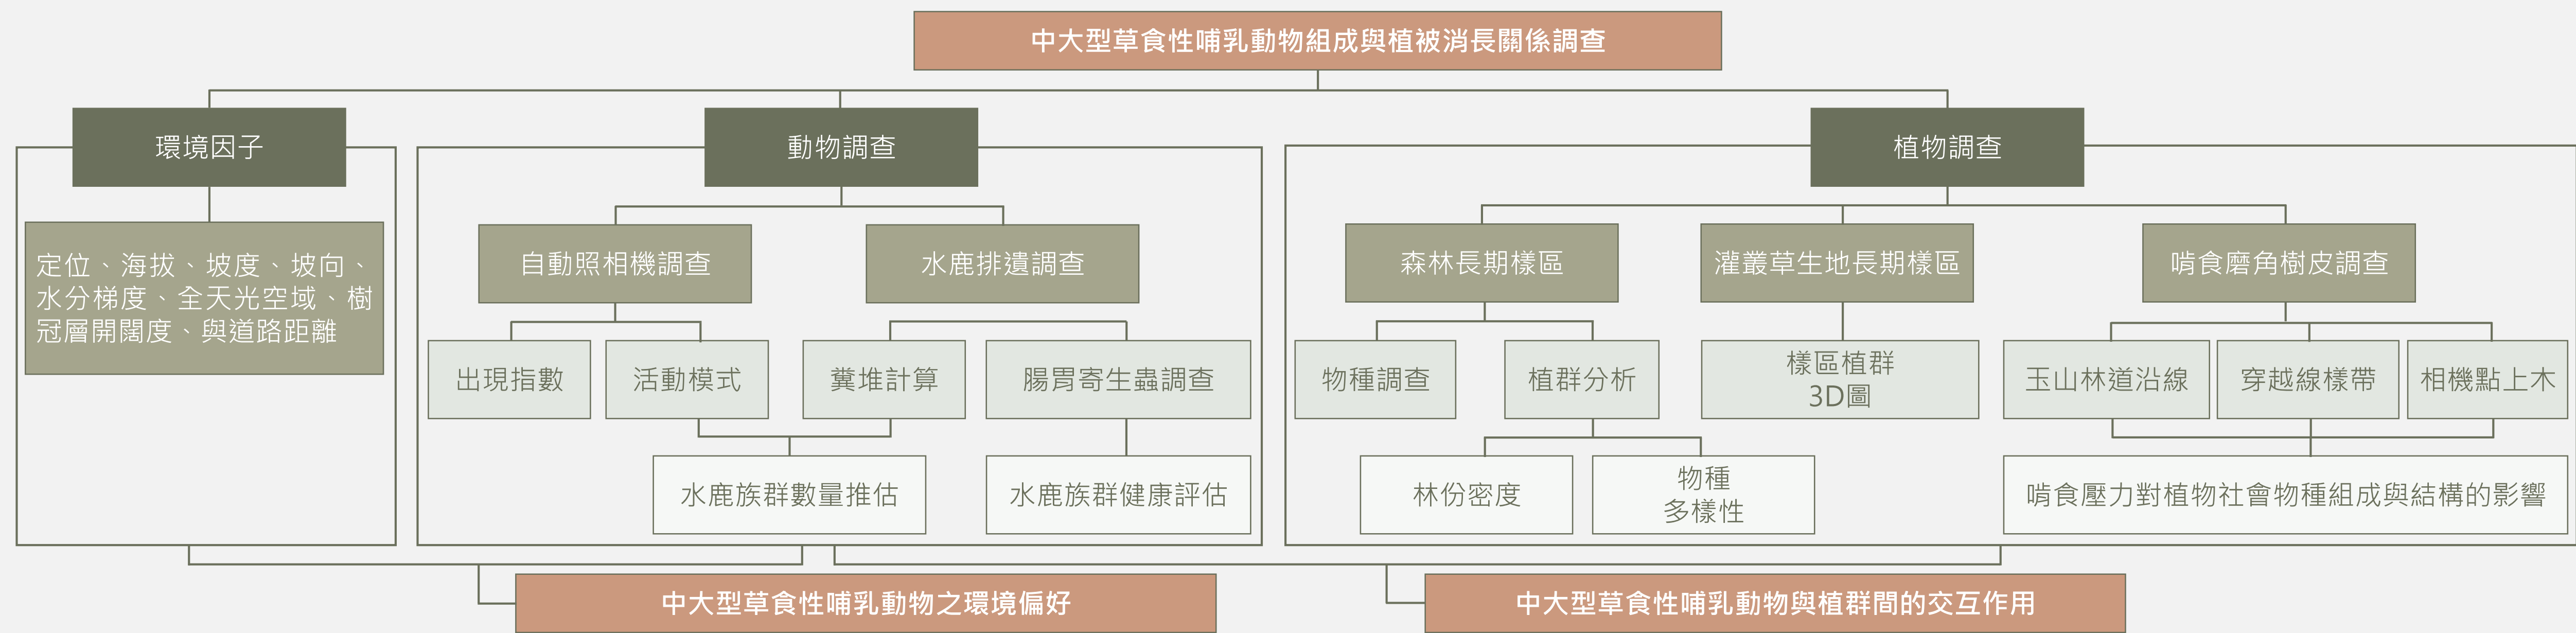 中大型草食性哺乳動物組成與植被消長關係調查
環境因子
動物調查
植物調查
定位、海拔、坡度、坡向、
水分梯度、全天光空域、樹
冠層開闊度、與道路距離
自動照相機調查
水鹿排遺調查
森林長期樣區
灌叢草生地長期樣區
啃食磨角樹皮調查
出現指數
活動模式
糞堆計算
腸胃寄生蟲調查
物種調查
植群分析
樣區植群
3D圖
玉山林道沿線
穿越線樣帶
相機點上木
水鹿族群數量推估
水鹿族群健康評估
林份密度
物種
多樣性
啃食壓力對植物社會物種組成與結構的影響
中大型草食性哺乳動物之環境偏好
中大型草食性哺乳動物與植群間的交互作用